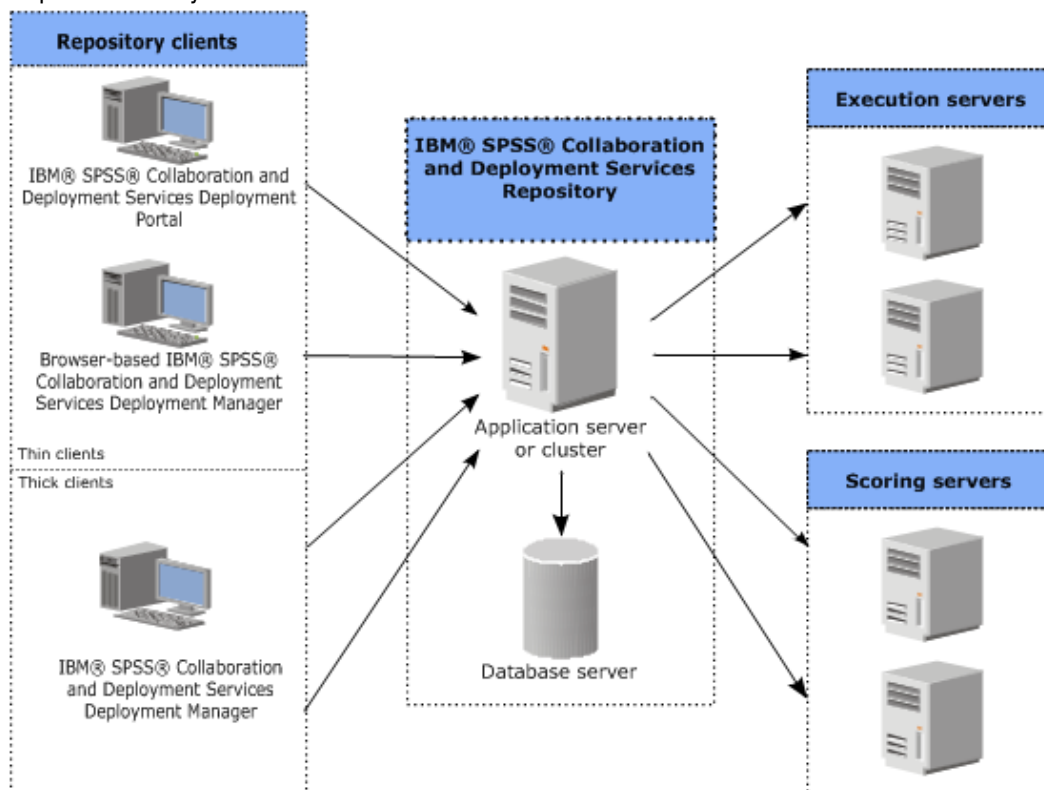 Repository clients
IBM® SPSS® Collaboration and
Deployment Services Deployment
Portal
Browser-based IBM® SPSS®
Collaboration and Deployment
Services Deployment Manager
Thin clients
Thick clients
IBM® SPSS® Collaboration
and Deployment Services
Deployment Manager
IBM® SPSS® Collaboration
and Deployment Services
Repository
Application server
or cluster
Database server
Execution servers
Scoring servers